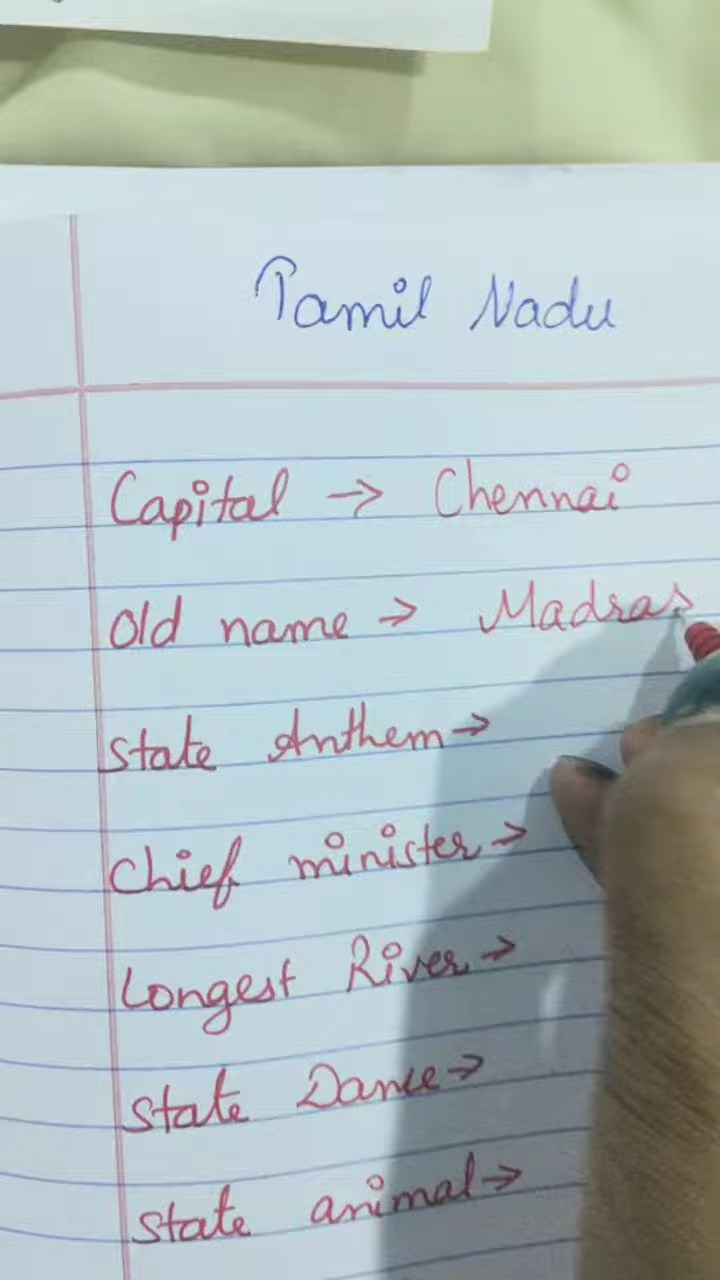 Tamil Nadu
Capital → Chennai
Old name → Madras
State Anthem →
Chief minister →
Longest River →
State Dance →
State animal →